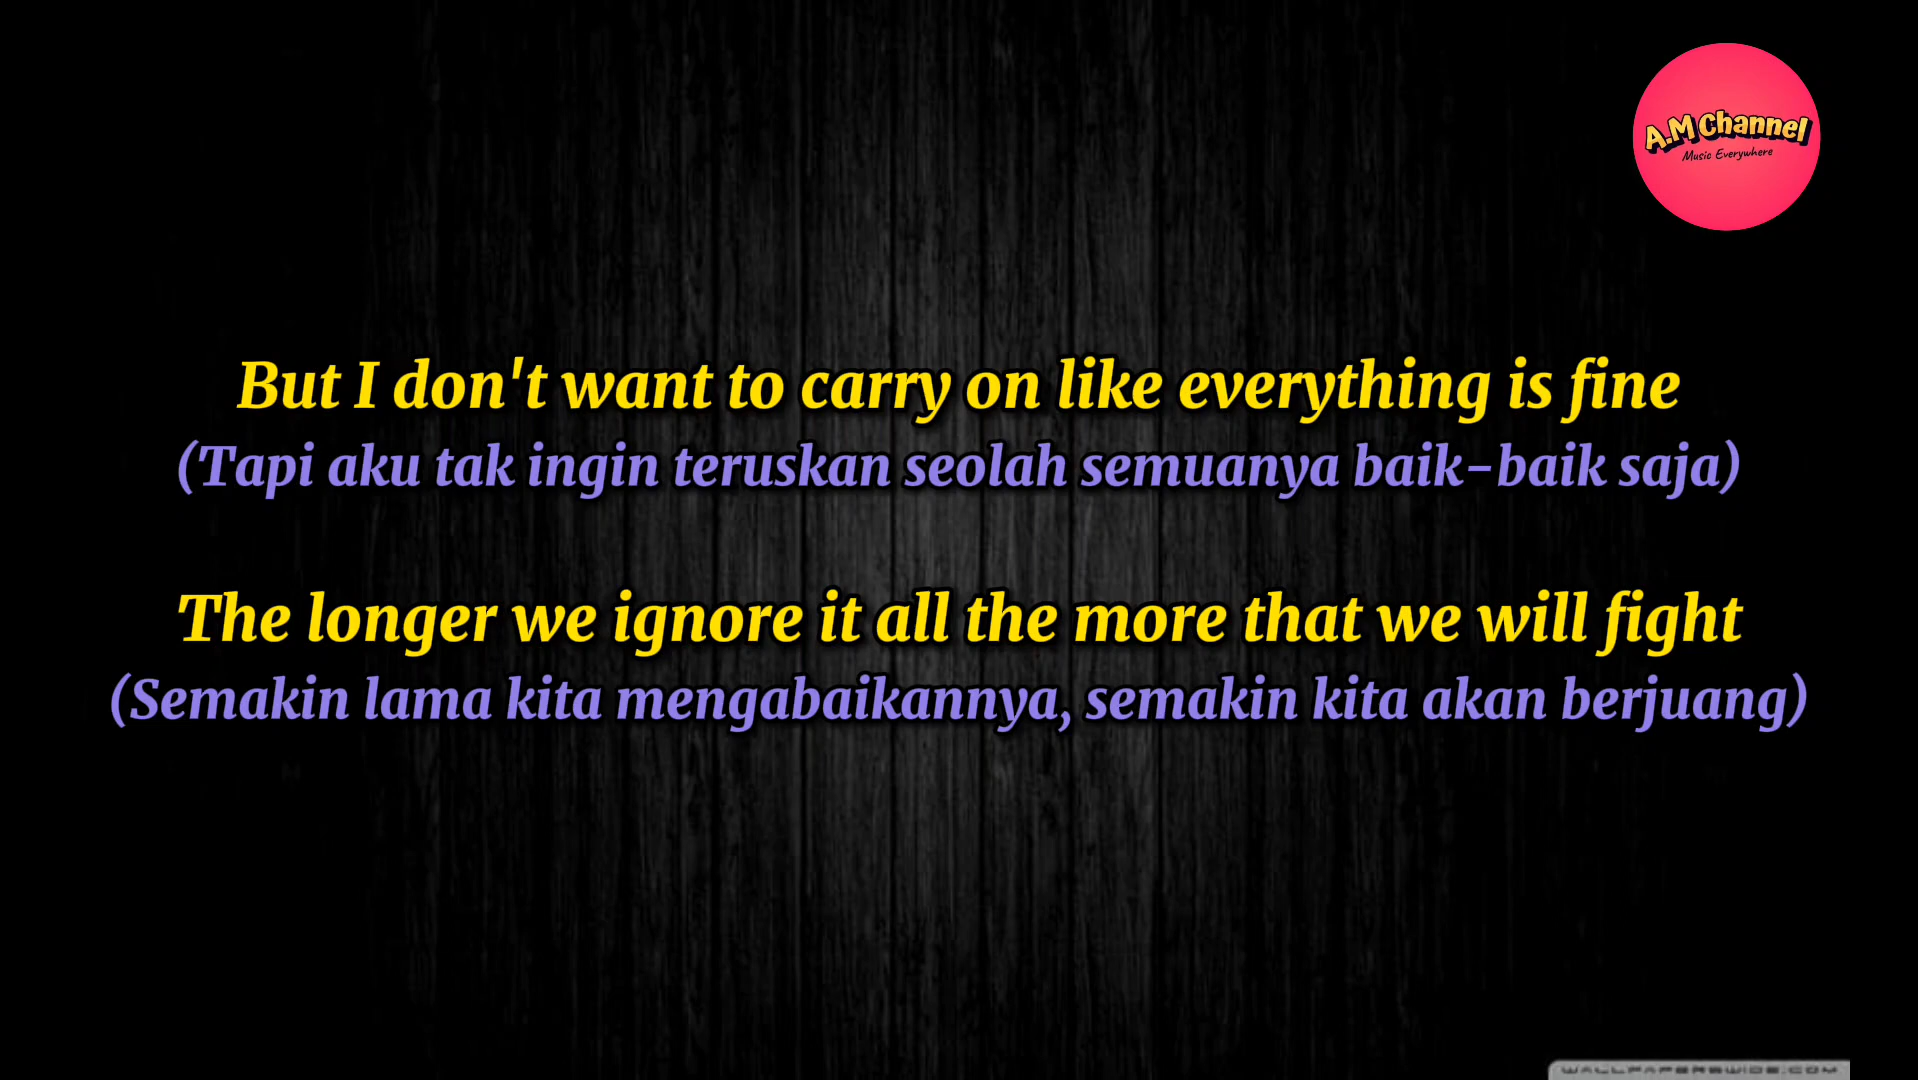 A.M Channel
Music Everywhere
But I don't want to carry on like everything is fine
(Tapi aku tak ingin teruskan seolah semuanya baik-baik saja)
The longer we ignore it all the more that we will fight
(Semakin lama kita mengabaikannya, semakin kita akan berjuang)
WALLPAPERSWIDE.COM